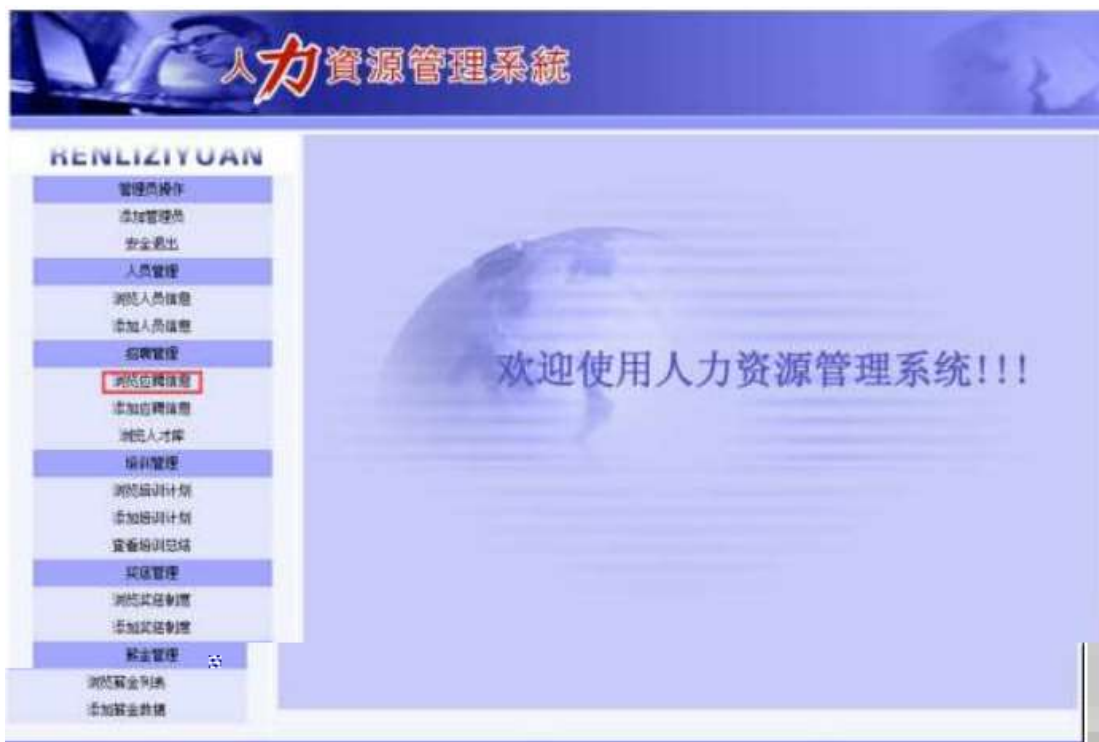 人力資源管理系統
RENLIZIYUAN
管理员操作
添加管理员
安全退出
人员管理
浏览人员信息
添加人员信息
招聘管理
浏览应聘信息
添加应聘信息
浏览人才库
培训管理
浏览培训计划
添加培训计划
查看培训总结
奖惩管理
浏览奖惩制度
添加奖惩制度
薪金管理
浏览薪金列表
添加薪金数据
欢迎使用人力资源管理系统!!!